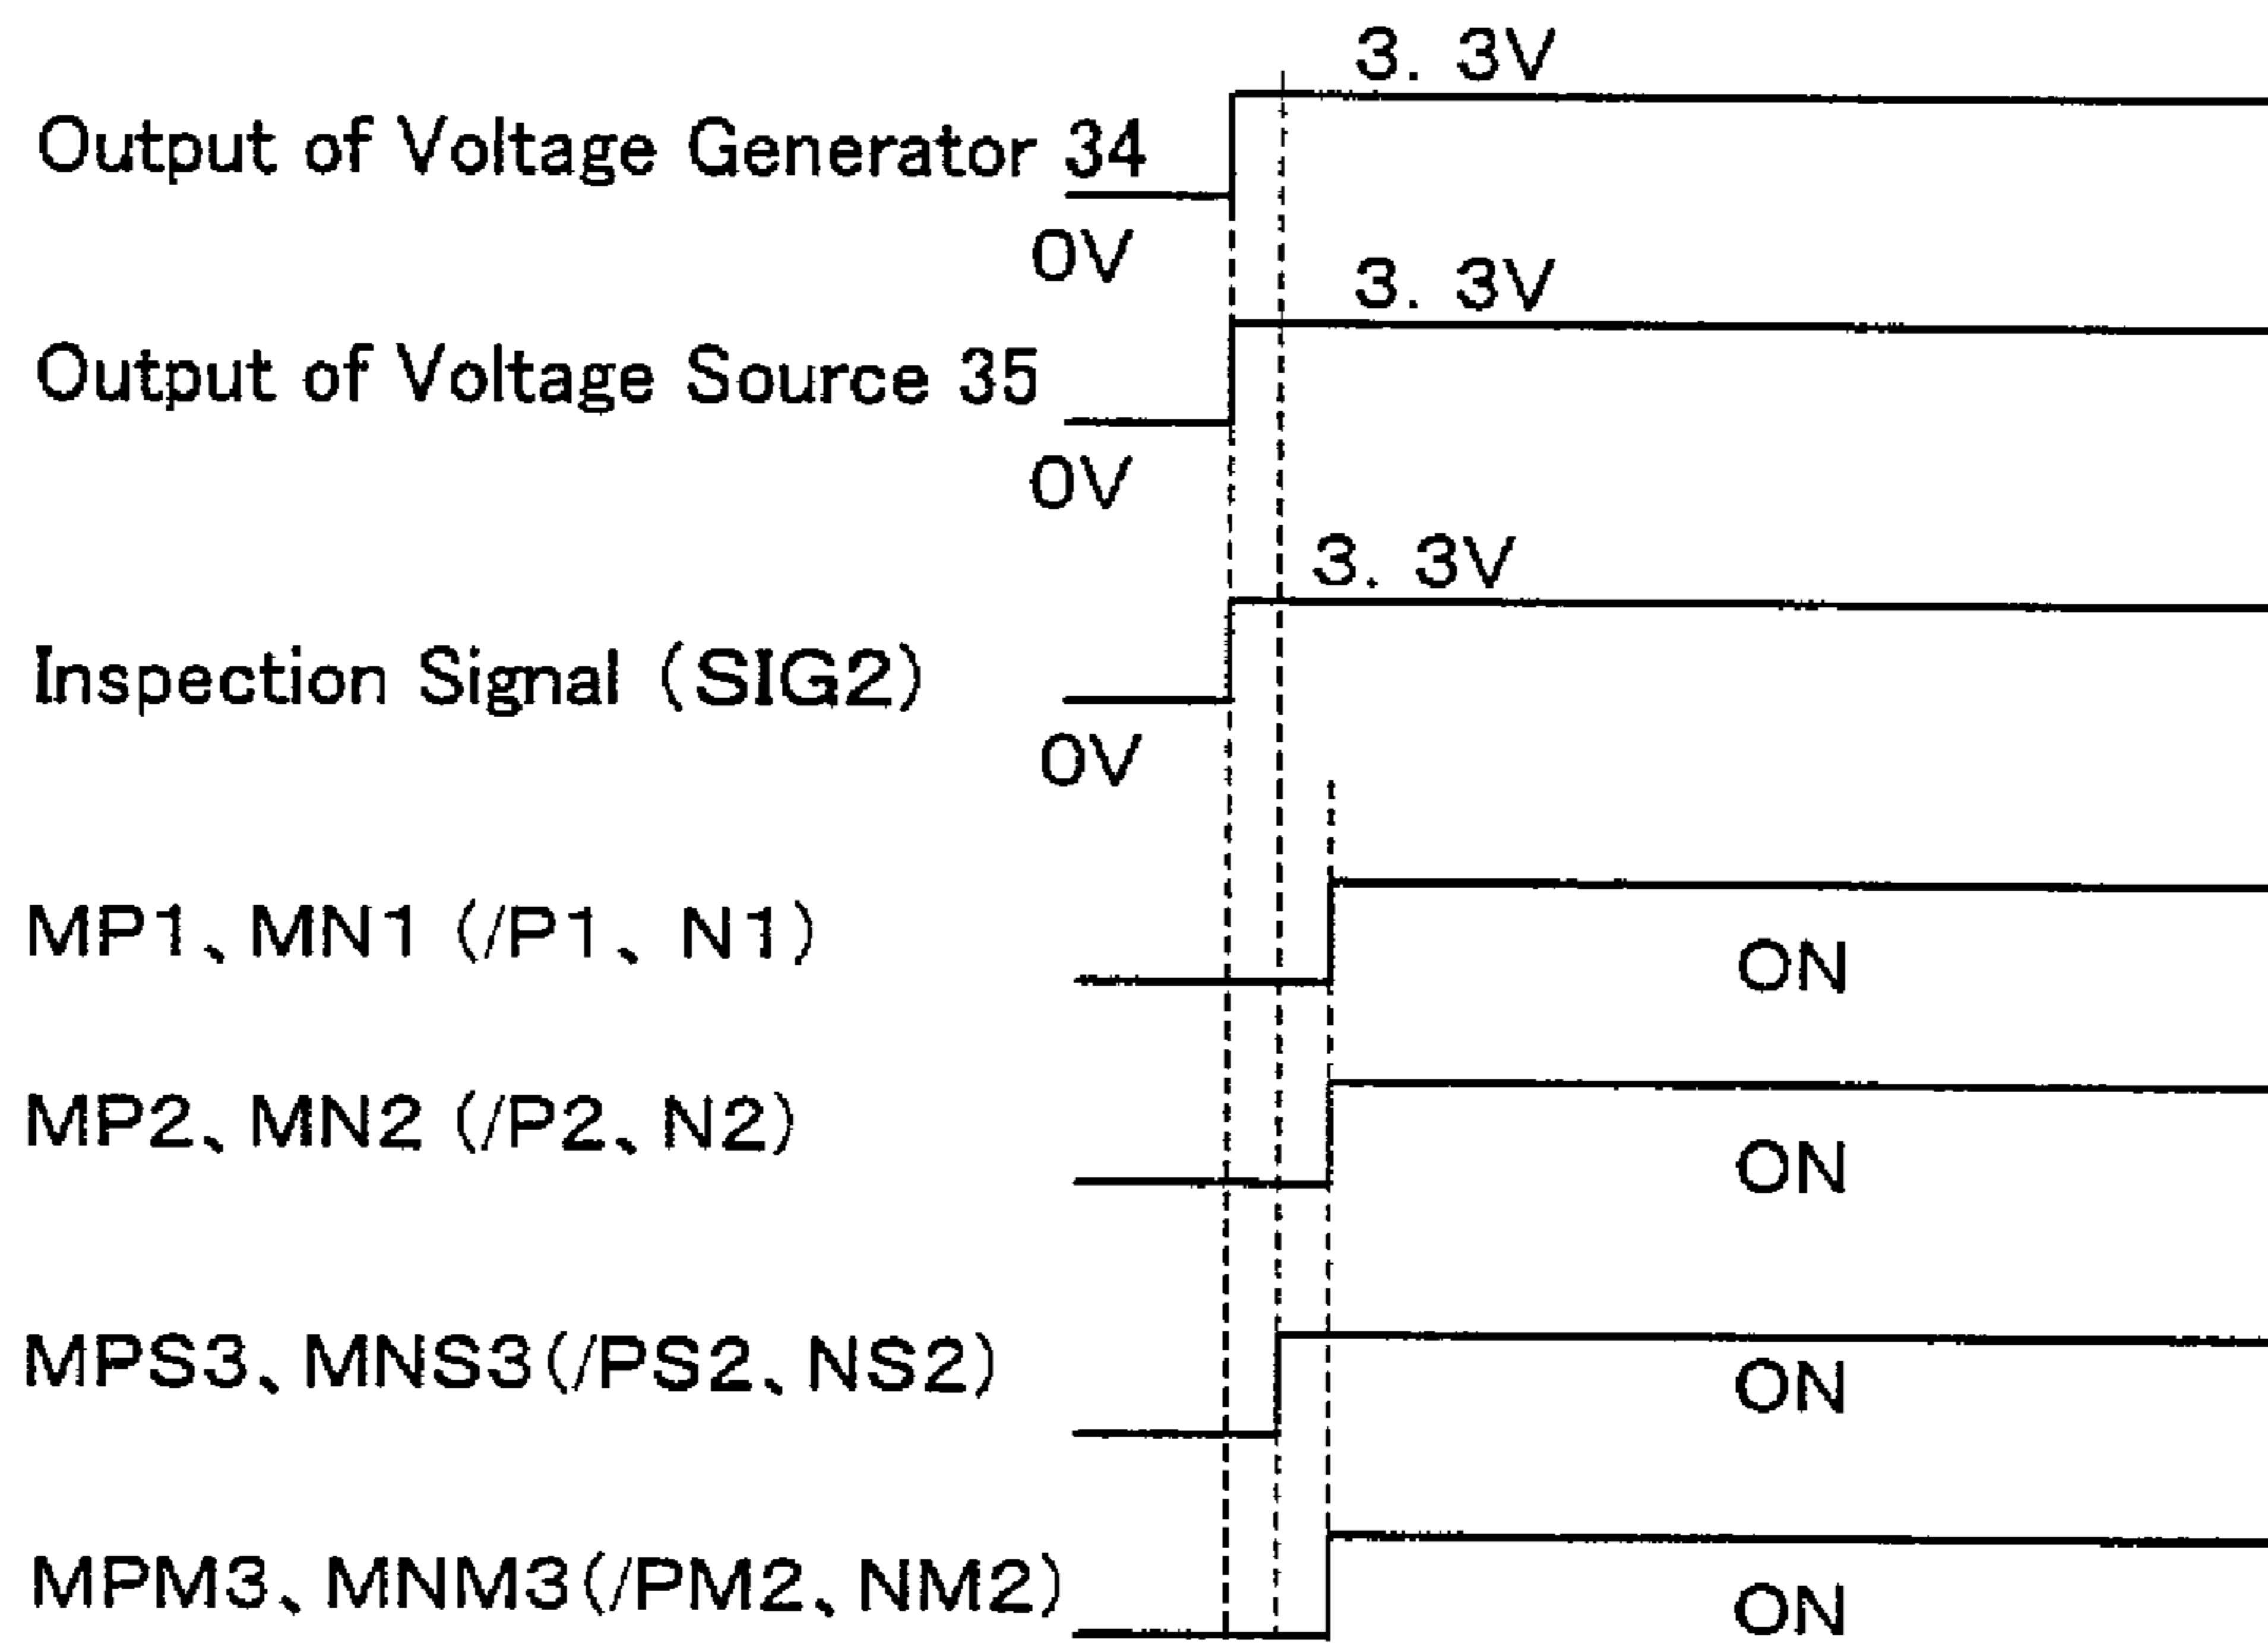 3. 3V
Output of Voltage Generator 34
0V
3. 3V
Output of Voltage Source 35
0V
3. 3V
Inspection Signal (SIG2)
0V
MP1、MN1 (/P1、N1)
ON
MP2、MN2 (/P2、N2)
ON
MPS3、MNS3(/PS2、NS2)
ON
MPM3、MNM3(/PM2、NM2)
ON